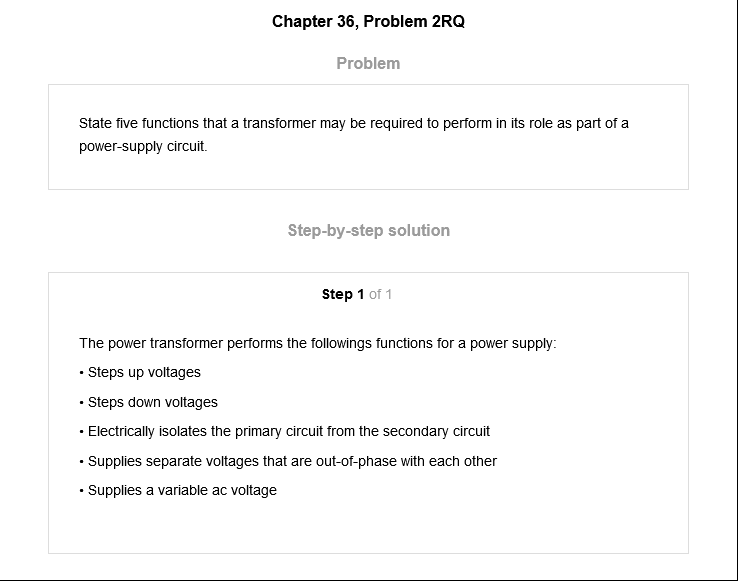 Chapter 36, Problem 2RQ
Problem
State five functions that a transformer may be required to perform in its role as part of a
power-supply circuit.
Step-by-step solution
Step 1 of 1
The power transformer performs the followings functions for a power supply:
• Steps up voltages
• Steps down voltages
• Electrically isolates the primary circuit from the secondary circuit
• Supplies separate voltages that are out-of-phase with each other
• Supplies a variable ac voltage